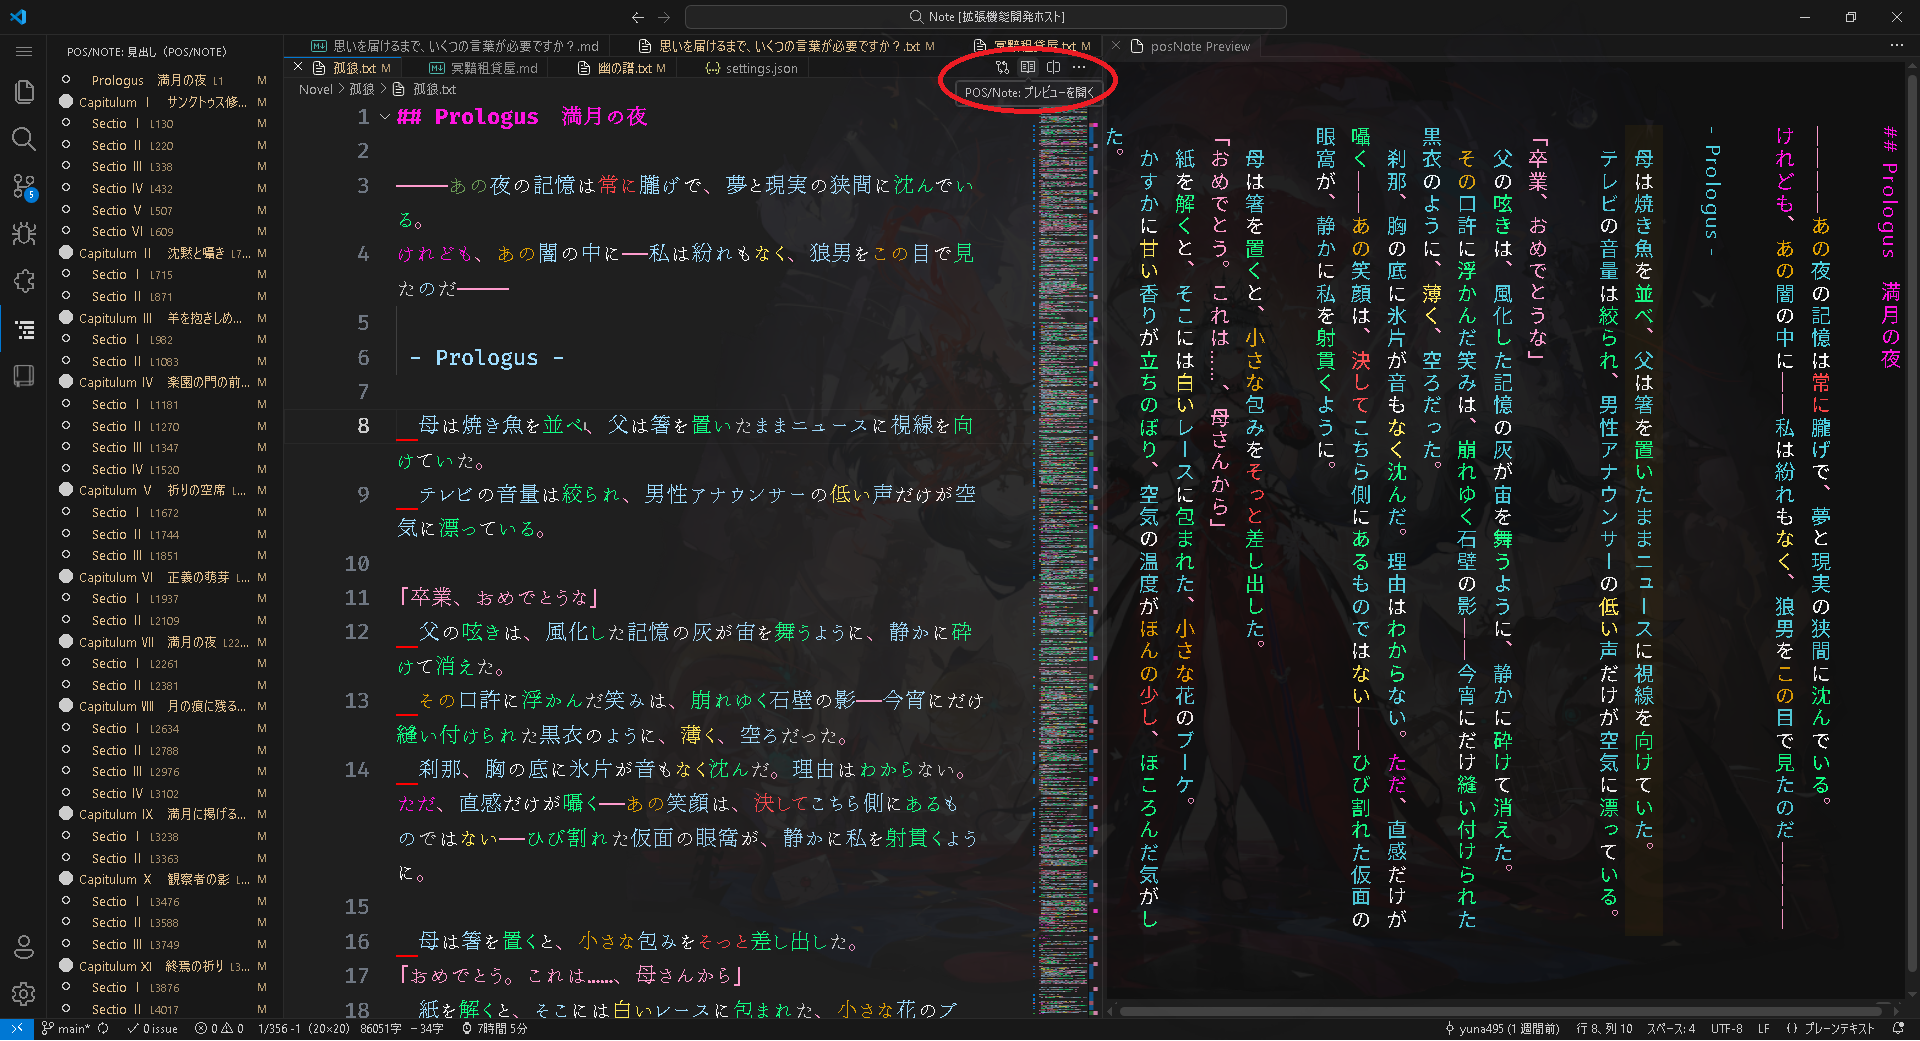 Note [拡張機能開発ホスト]
POS/NOTE: 見出し (POS/NOTE)
Prologus　満月の夜 L1 M
Capitulum Ⅰ　サンクトゥス修... M
Sectio Ⅰ L130 M
Sectio Ⅱ L220 M
Sectio Ⅲ L338 M
Sectio Ⅳ L432 M
Sectio Ⅴ L507 M
Sectio Ⅵ L609 M
Capitulum Ⅱ　沈黙と囁き L7... M
Sectio Ⅰ L715 M
Sectio Ⅱ L871 M
Capitulum Ⅲ　羊を抱きしめ... M
Sectio Ⅰ L982 M
Sectio Ⅱ L1083 M
Capitulum Ⅳ　楽園の門の前... M
Sectio Ⅰ L1181 M
Sectio Ⅱ L1270 M
Sectio Ⅲ L1347 M
Sectio Ⅳ L1520 M
Capitulum Ⅴ　祈りの空席 L... M
Sectio Ⅰ L1672 M
Sectio Ⅱ L1744 M
Sectio Ⅲ L1851 M
Capitulum Ⅵ　正義の萌芽 L... M
Sectio Ⅰ L1937 M
Sectio Ⅱ L2109 M
Capitulum Ⅶ　満月の夜 L22... M
Sectio Ⅰ L2261 M
Sectio Ⅱ L2381 M
Capitulum Ⅷ　月の痕に残る... M
Sectio Ⅰ L2634 M
Sectio Ⅱ L2788 M
Sectio Ⅲ L2976 M
Sectio Ⅳ L3102 M
Capitulum Ⅸ　満月に掲げる... M
Sectio Ⅰ L3238 M
Sectio Ⅱ L3363 M
Capitulum Ⅹ　観察者の影 L... M
Sectio Ⅰ L3476 M
Sectio Ⅱ L3588 M
Sectio Ⅲ L3749 M
Capitulum Ⅺ　終焉の祈り L3... M
Sectio Ⅰ L3876 M
Sectio Ⅱ L4017 M
思いを届けるまで、いくつの言葉が必要ですか？.md
思いを届けるまで、いくつの言葉が必要ですか？.txt M
冥黯租貸屋.txt M
孤狼.txt M
冥黯租貸屋.md
幽の譜.txt M
settings.json
POS/Note: プレビューを開く
Novel > 孤狼 > 孤狼.txt
1 ## Prologus　満月の夜
2
3 ―――あの夜の記憶は常に朧げで、夢と現実の狭間に沈んでい
る。
4 けれども、あの闇の中に――私は紛れもなく、狼男をこの目で見
たのだ―――
5
6 - Prologus -
7
8 　母は焼き魚を並べ、父は箸を置いたままニュースに視線を向
けていた。
9 　テレビの音量は絞られ、男性アナウンサーの低い声だけが空
気に漂っている。
10
11 「卒業、おめでとうな」
12 　父の呟きは、風化した記憶の灰が宙を舞うように、静かに砕
けて消えた。
13 　その口許に浮かんだ笑みは、崩れゆく石壁の影――今宵にだけ
縫い付けられた黒衣のように、薄く、空ろだった。
14 　刹那、胸の底に氷片が音もなく沈んだ。理由はわからない。
ただ、直感だけが囁く――あの笑顔は、決してこちら側にあるも
のではない――ひび割れた仮面の眼窩が、静かに私を射貫くよう
に。
15
16 　母は箸を置くと、小さな包みをそっと差し出した。
17 「おめでとう。これは……、母さんから」
18 　紙を解くと、そこには白いレースに包まれた、小さな花のブ
posNote Preview
## Prologus　満月の夜
――――あの夜の記憶は常に朧げで、夢と現実の狭間に沈んでいる。
けれども、あの闇の中に――私は紛れもなく、狼男をこの目で見たのだ――――
- Prologus -
　母は焼き魚を並べ、父は箸を置いたままニュースに視線を向けていた。
　テレビの音量は絞られ、男性アナウンサーの低い声だけが空気に漂っている。
「卒業、おめでとうな」
　父の呟きは、風化した記憶の灰が宙を舞うように、静かに砕けて消えた。
　その口許に浮かんだ笑みは、崩れゆく石壁の影――今宵にだけ縫い付けられた
黒衣のように、薄く、空ろだった。
　刹那、胸の底に氷片が音もなく沈んだ。理由はわからない。ただ、直感だけが
囁く――あの笑顔は、決してこちら側にあるものではない――ひび割れた仮面の
眼窩が、静かに私を射貫くように。
　母は箸を置くと、小さな包みをそっと差し出した。
「おめでとう。これは……、母さんから」
　紙を解くと、そこには白いレースに包まれた、小さな花のブーケ。
　かすかに甘い香りが立ちのぼり、空気の温度がほんの少し、ほころんだ気がし
た。
5
main* ✓ 0 issue 0 0 1/356 -1 (20×20) 86051字 −34字 7時間 5分
yuna495 (1 週間前) 行 8、列 10 スペース: 4 UTF-8 LF {} プレーンテキスト